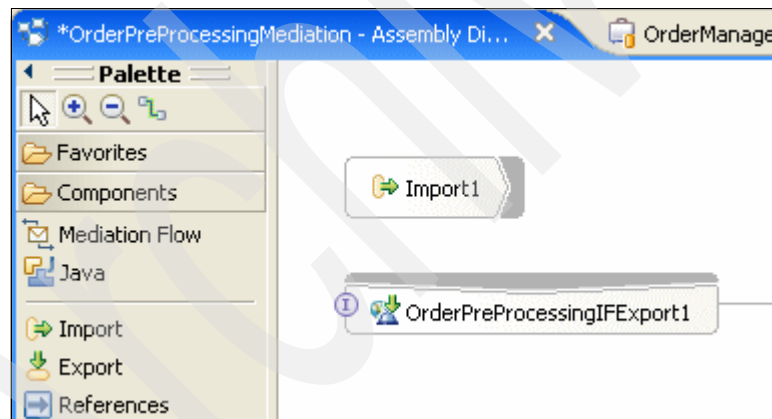 *OrderPreProcessingMediation - Assembly Di...
OrderManage
Palette
Favorites
Components
Mediation Flow
Java
Import
Export
References
Import1
I
OrderPreProcessingIFExport1